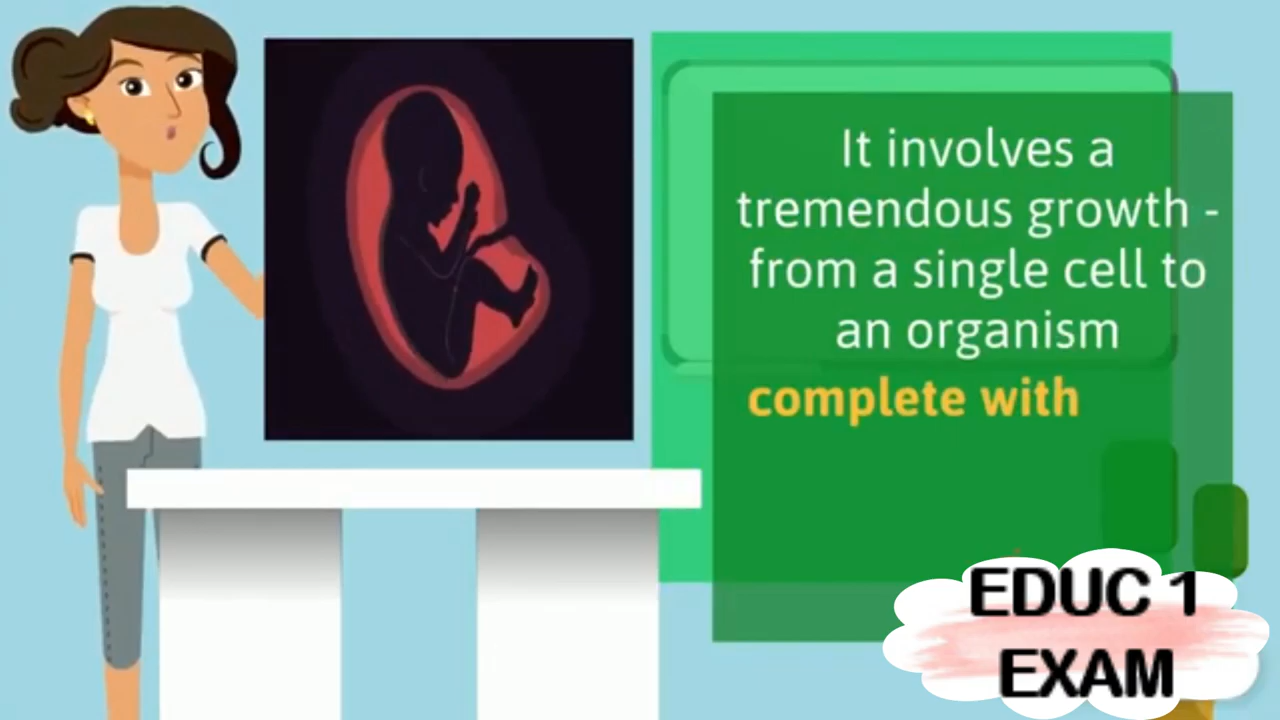 It involves a
tremendous growth -
from a single cell to
an organism
complete with
EDUC 1
EXAM